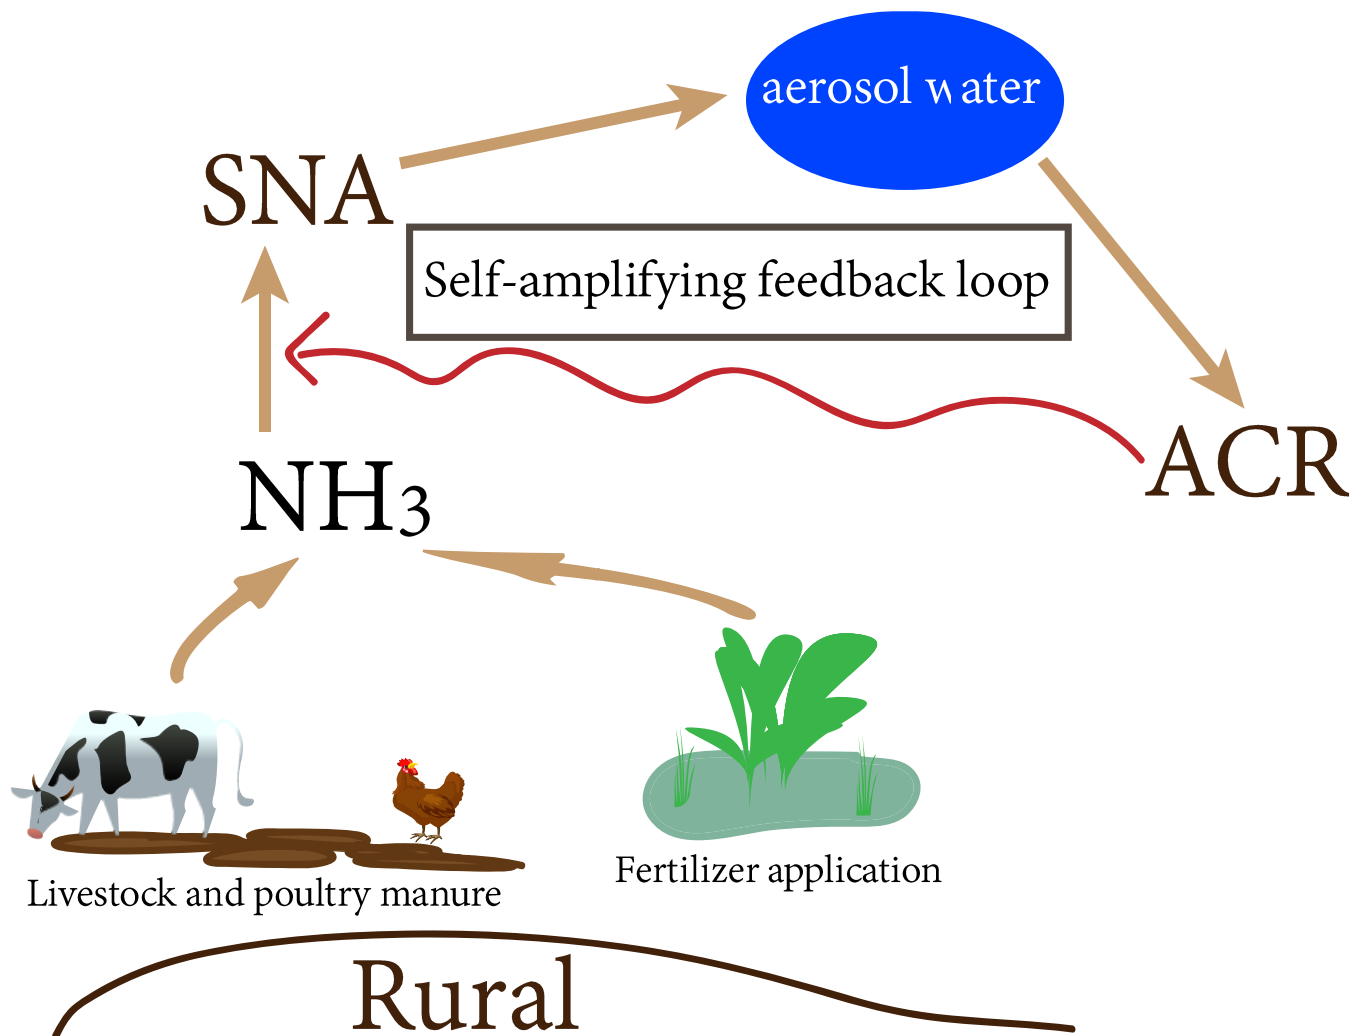 aerosol water
SNA
Self-amplifying feedback loop
ACR
NH3
Fertilizer application
Livestock and poultry manure
Rural